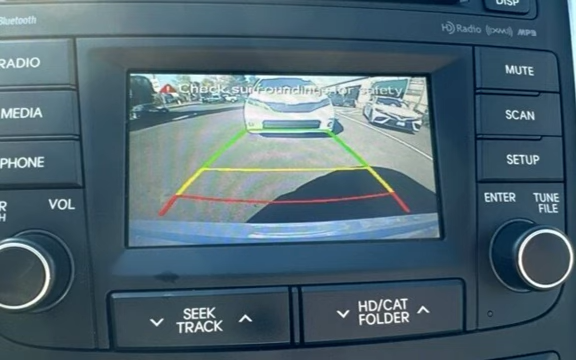 Bluetooth
DISP
HD Radio (((XM))) MP3
RADIO
MEDIA
PHONE
VOL
⚠ Check surroundings for safety
MUTE
SCAN
SETUP
ENTER
TUNE
FILE
SEEK
TRACK
HD/CAT
FOLDER